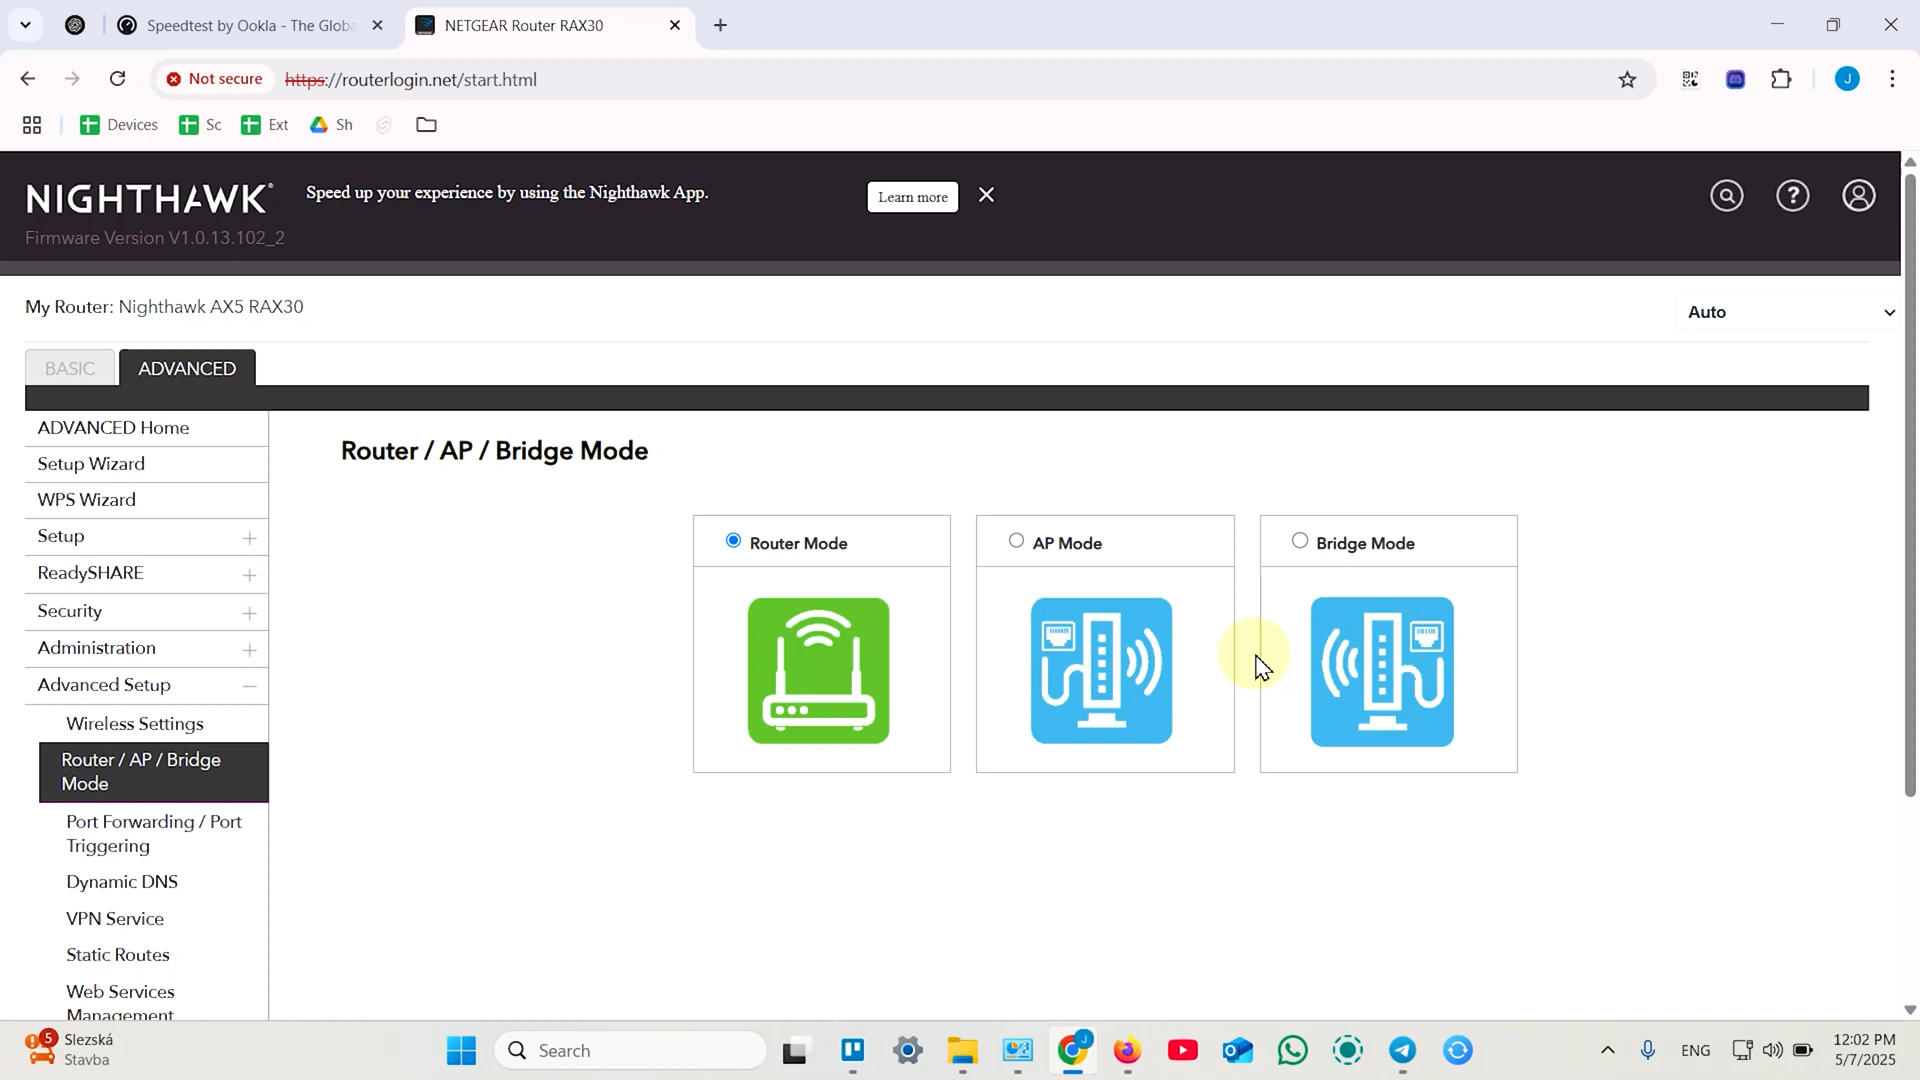 Speedtest by Ookla - The Globa
NETGEAR Router RAX30
Not secure
https://routerlogin.net/start.html
J
Devices
Sc
Ext
Sh
NIGHTHAWK®
Speed up your experience by using the Nighthawk App.
Learn more
Firmware Version V1.0.13.102_2
My Router: Nighthawk AX5 RAX30
Auto
BASIC
ADVANCED
ADVANCED Home
Setup Wizard
WPS Wizard
Setup
ReadySHARE
Security
Administration
Advanced Setup
Wireless Settings
Router / AP / Bridge
Mode
Port Forwarding / Port
Triggering
Dynamic DNS
VPN Service
Static Routes
Web Services
Management
Router / AP / Bridge Mode
Router Mode
AP Mode
Bridge Mode
5
Slezská
Stavba
Search
J
ENG
12:02 PM
5/7/2025